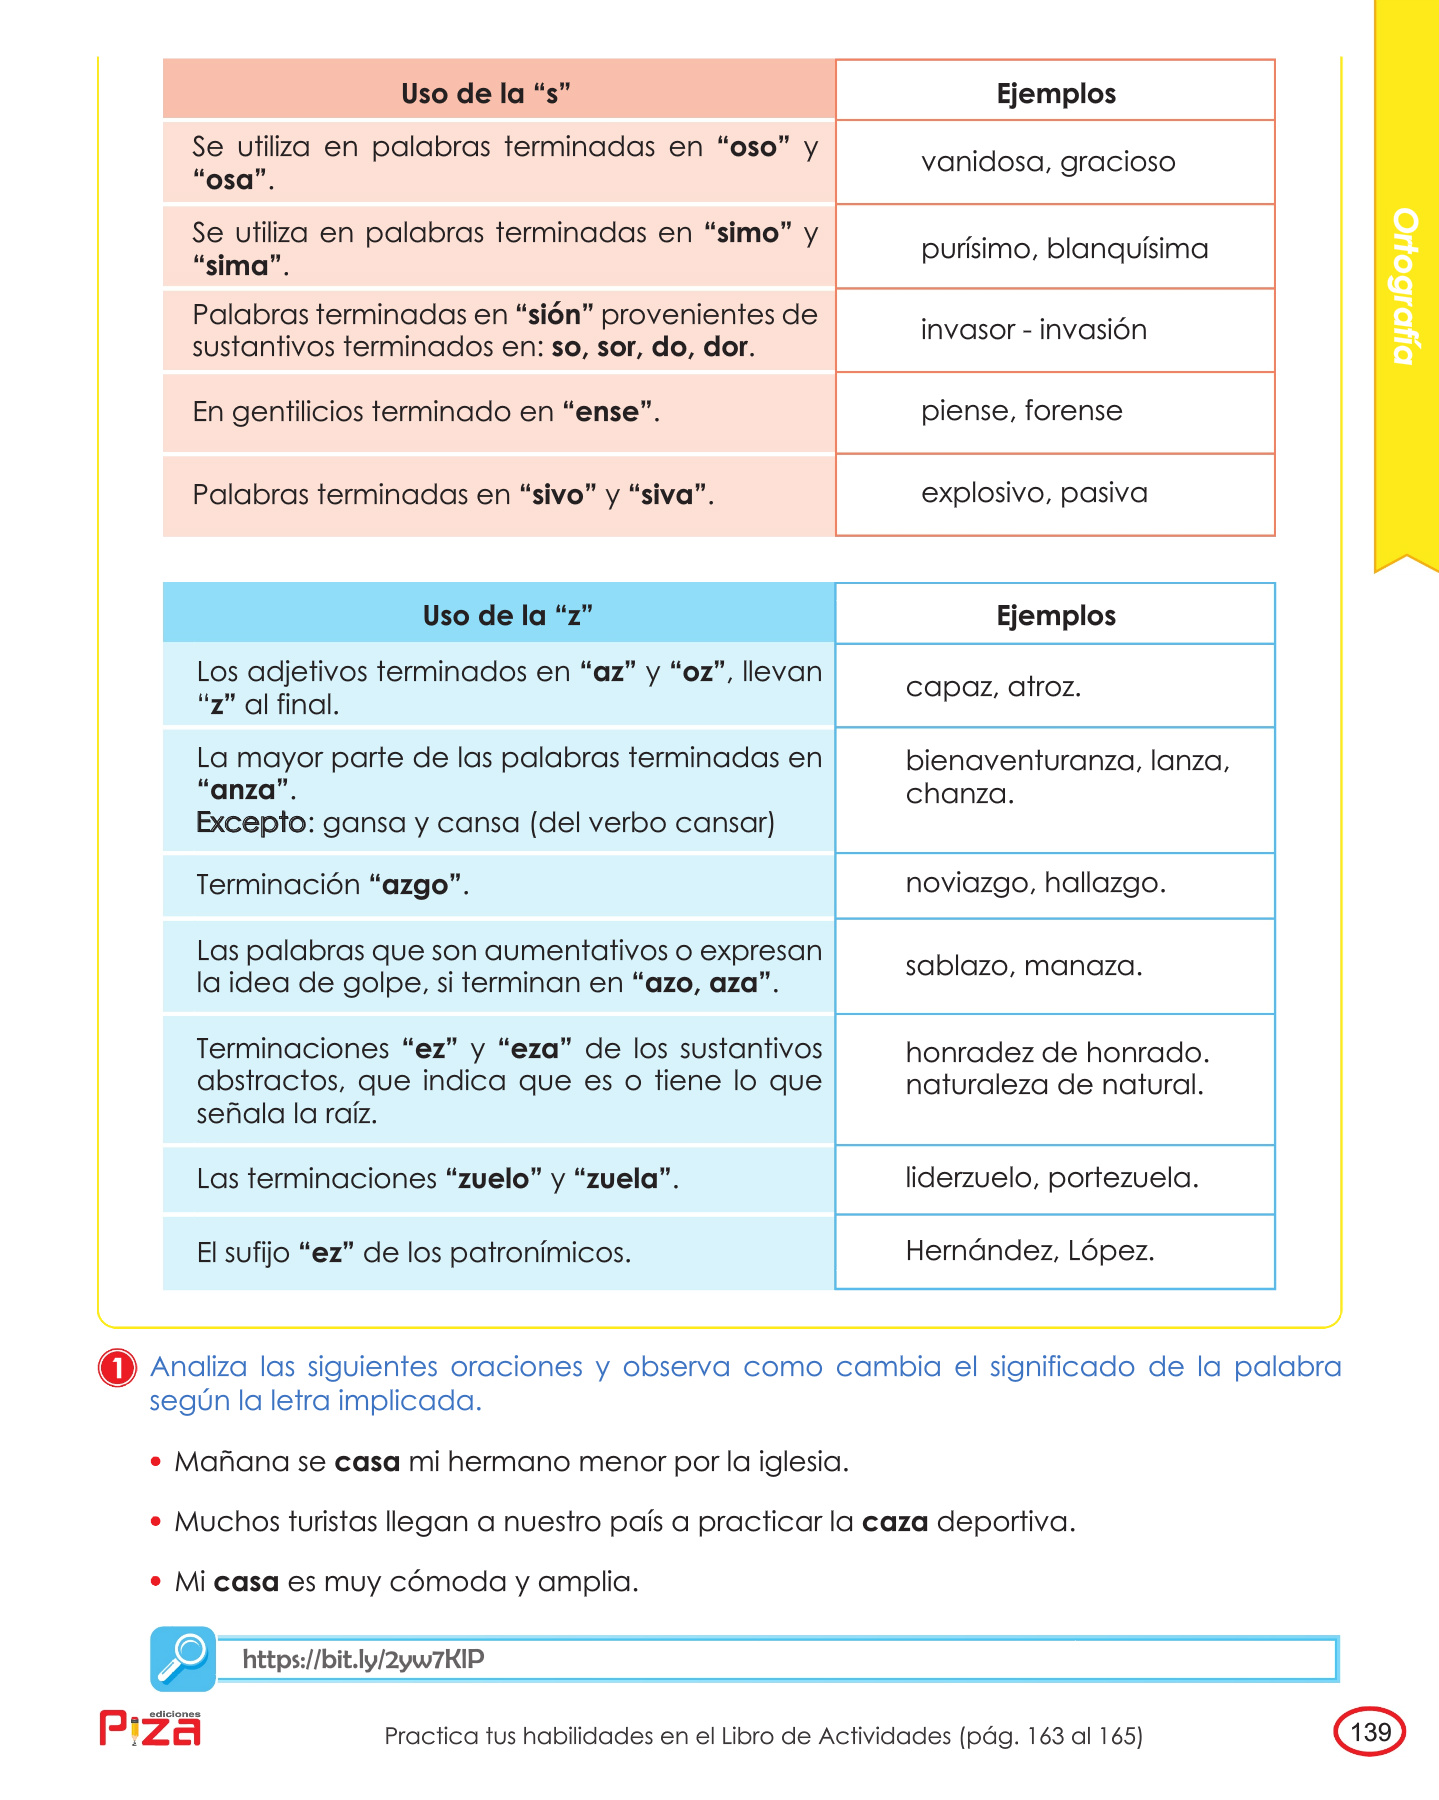 Ortografía
Uso de la “s”
Ejemplos
Se utiliza en palabras terminadas en “oso” y
“osa”.
vanidosa, gracioso
Se utiliza en palabras terminadas en “simo” y
“sima”.
purísimo, blanquísima
Palabras terminadas en “sión” provenientes de
sustantivos terminados en: so, sor, do, dor.
invasor - invasión
En gentilicios terminado en “ense”.
piense, forense
Palabras terminadas en “sivo” y “siva”.
explosivo, pasiva
Uso de la “z”
Ejemplos
Los adjetivos terminados en “az” y “oz”, llevan
“z” al final.
capaz, atroz.
La mayor parte de las palabras terminadas en
“anza”.
Excepto: gansa y cansa (del verbo cansar)
bienaventuranza, lanza,
chanza.
Terminación “azgo”.
noviazgo, hallazgo.
Las palabras que son aumentativos o expresan
la idea de golpe, si terminan en “azo, aza”.
sablazo, manaza.
Terminaciones “ez” y “eza” de los sustantivos
abstractos, que indica que es o tiene lo que
señala la raíz.
honradez de honrado.
naturaleza de natural.
Las terminaciones “zuelo” y “zuela”.
liderzuelo, portezuela.
El sufijo “ez” de los patronímicos.
Hernández, López.
1 Analiza las siguientes oraciones y observa como cambia el significado de la palabra
según la letra implicada.
• Mañana se casa mi hermano menor por la iglesia.
• Muchos turistas llegan a nuestro país a practicar la caza deportiva.
• Mi casa es muy cómoda y amplia.
https://bit.ly/2yw7KlP
ediciones
Piza
Practica tus habilidades en el Libro de Actividades (pág. 163 al 165)
139